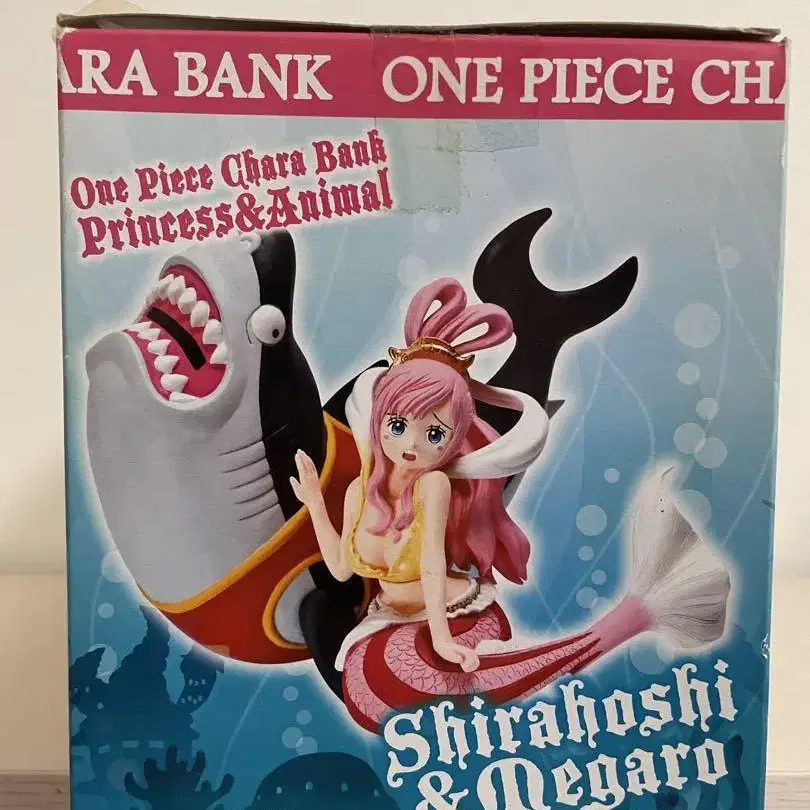 ARA BANK ONE PIECE CHA
One Piece Chara Bank
Princess&Animal
Shirahoshi
&Megaro